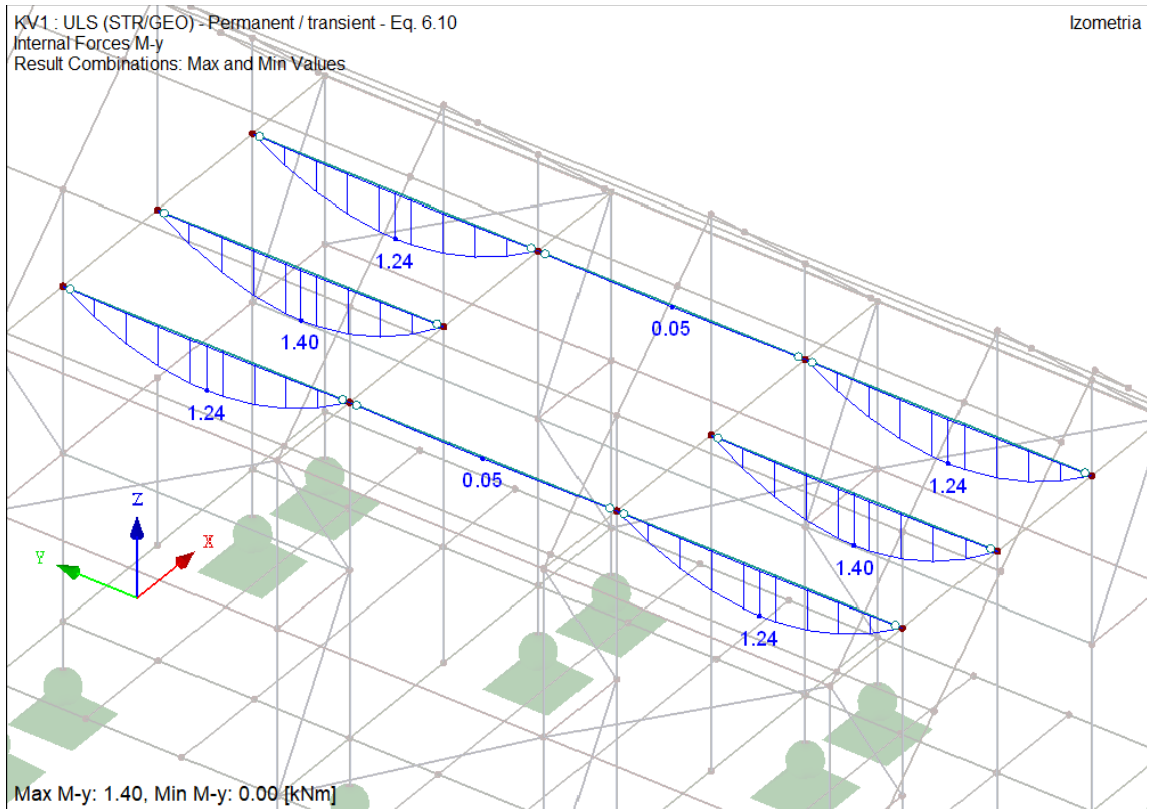 KV1 : ULS (STR/GEO) - Permanent / transient - Eq. 6.10
Izometria
Internal Forces M-y
Result Combinations: Max and Min Values
1.24
0.05
1.40
1.24
1.24
0.05
Z
X
Y
1.40
1.24
Max M-y: 1.40, Min M-y: 0.00 [kNm]